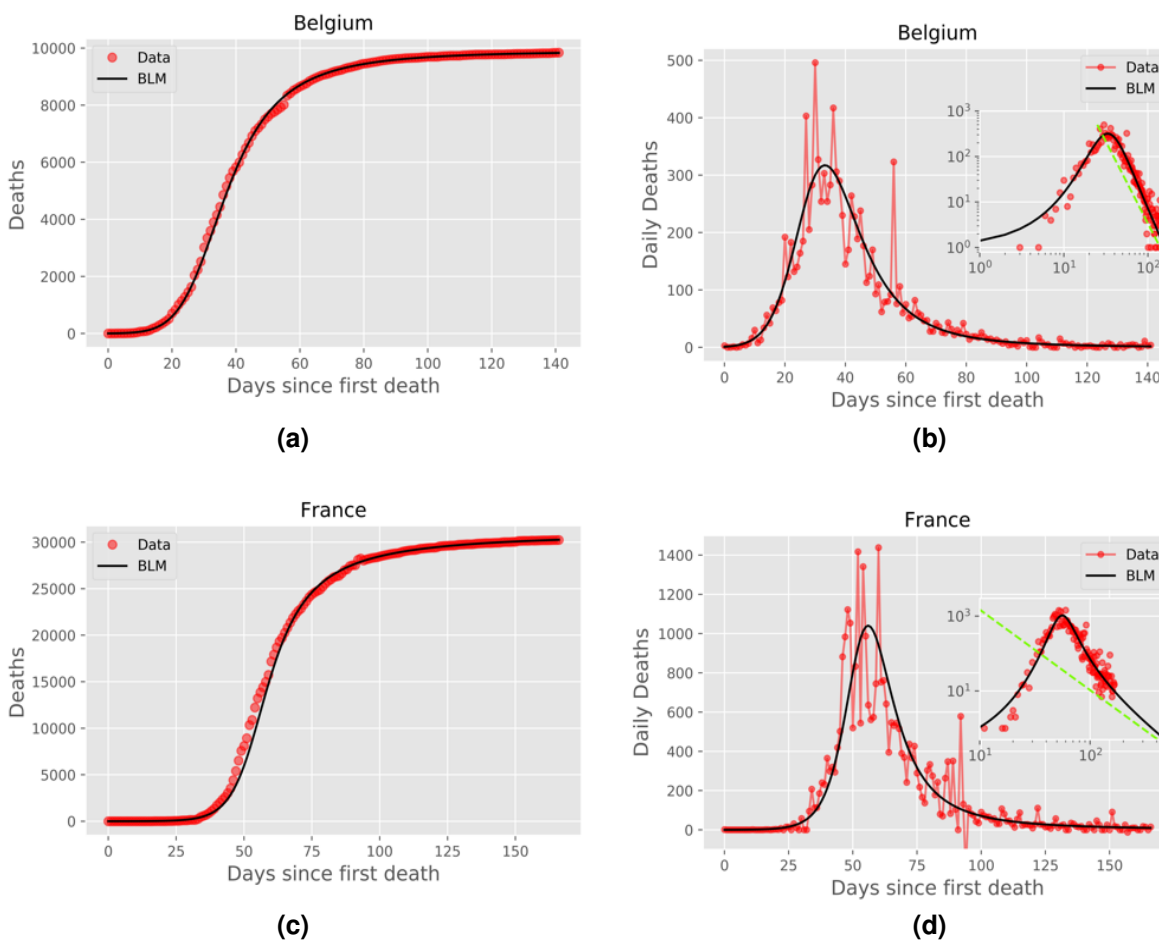 Belgium
10000
8000
6000
4000
2000
0
Deaths
Data
BLM
0 20 40 60 80 100 120 140
Days since first death
(a)
Belgium
500
400
300
200
100
0
Daily Deaths
Data
BLM
10³
10²
10¹
10⁰
10⁰ 10¹ 10²
0 20 40 60 80 100 120 140
Days since first death
(b)
France
30000
25000
20000
15000
10000
5000
0
Deaths
Data
BLM
0 25 50 75 100 125 150
Days since first death
(c)
France
1400
1200
1000
800
600
400
200
0
Daily Deaths
Data
BLM
10³
10¹
10¹ 10²
0 25 50 75 100 125 150
Days since first death
(d)